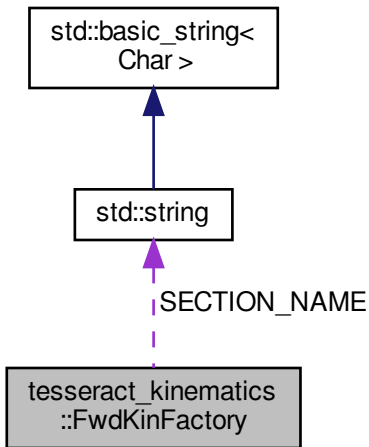 std::basic_string<
Char >
std::string
SECTION_NAME
tesseract_kinematics
::FwdKinFactory